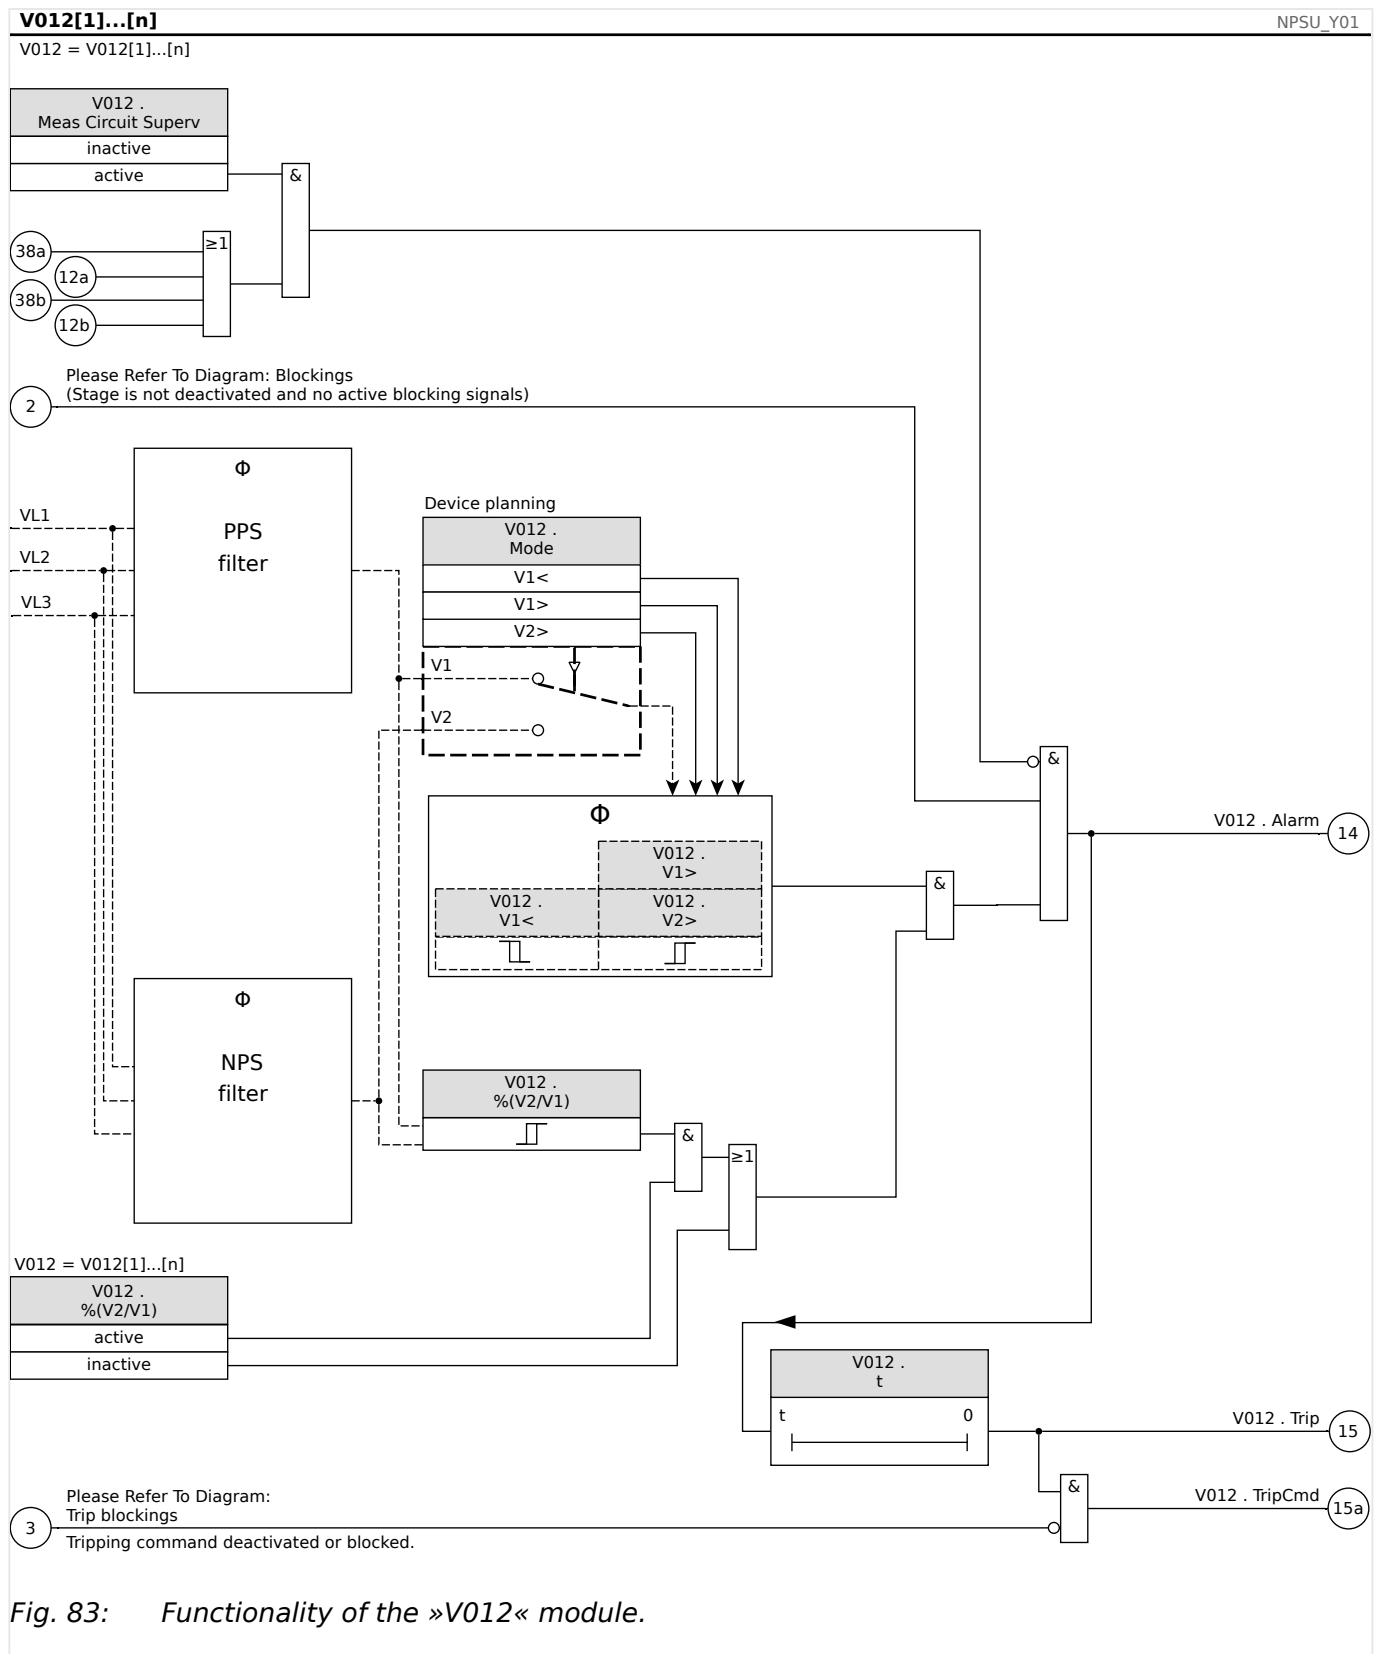 V012[1]...[n]
NPSU_Y01
V012 = V012[1]...[n]
V012 .
Meas Circuit Superv
inactive
active
&
≥1
38a
12a
38b
12b
Please Refer To Diagram: Blockings
(Stage is not deactivated and no active blocking signals)
2
Φ
PPS
filter
VL1
VL2
VL3
Device planning
V012 .
Mode
V1<
V1>
V2>
V1
V2
&
Φ
V012 .
V1>
V012 .
V1<
V012 .
V2>
&
V012 . Alarm
14
Φ
NPS
filter
V012 .
%(V2/V1)
&
≥1
V012 = V012[1]...[n]
V012 .
%(V2/V1)
active
inactive
V012 .
t
t
0
V012 . Trip
15
&
V012 . TripCmd
15a
Please Refer To Diagram:
Trip blockings
3
Tripping command deactivated or blocked.
Fig. 83: Functionality of the »V012« module.